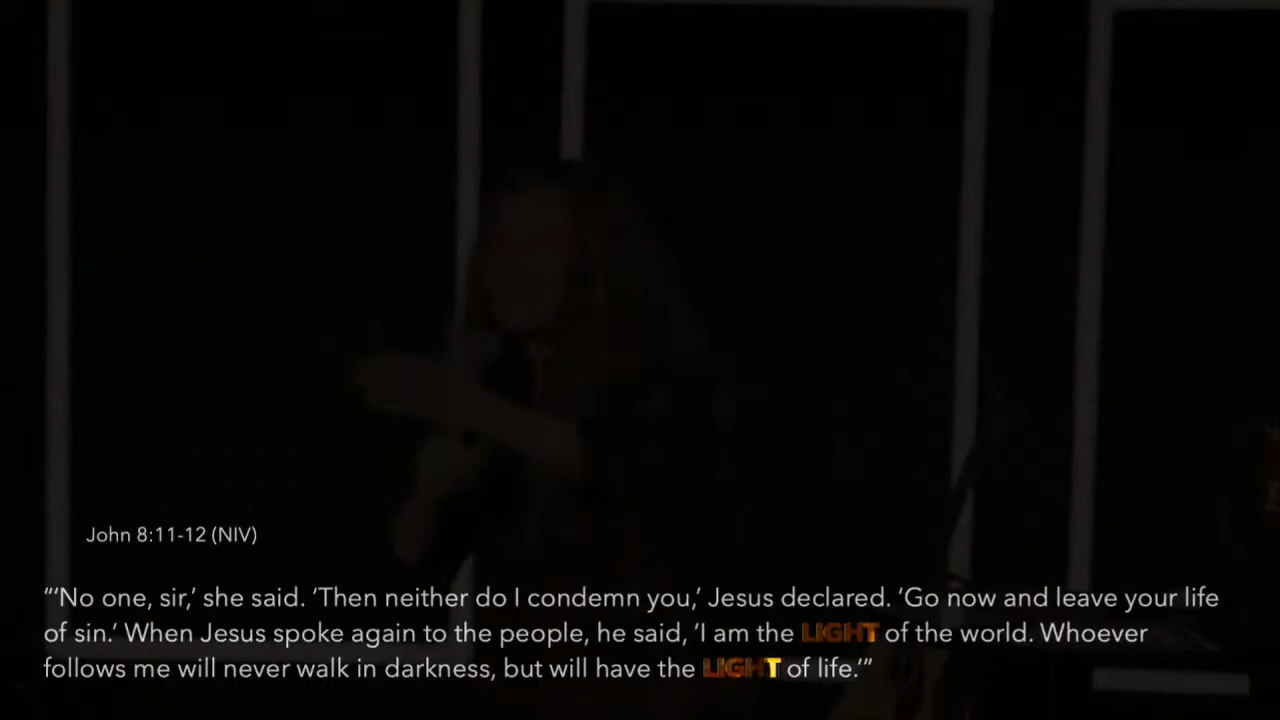 John 8:11-12 (NIV)
“‘No one, sir,’ she said. ‘Then neither do I condemn you,’ Jesus declared. ‘Go now and leave your life
of sin.’ When Jesus spoke again to the people, he said, ‘I am the LIGHT of the world. Whoever
follows me will never walk in darkness, but will have the LIGHT of life.’”